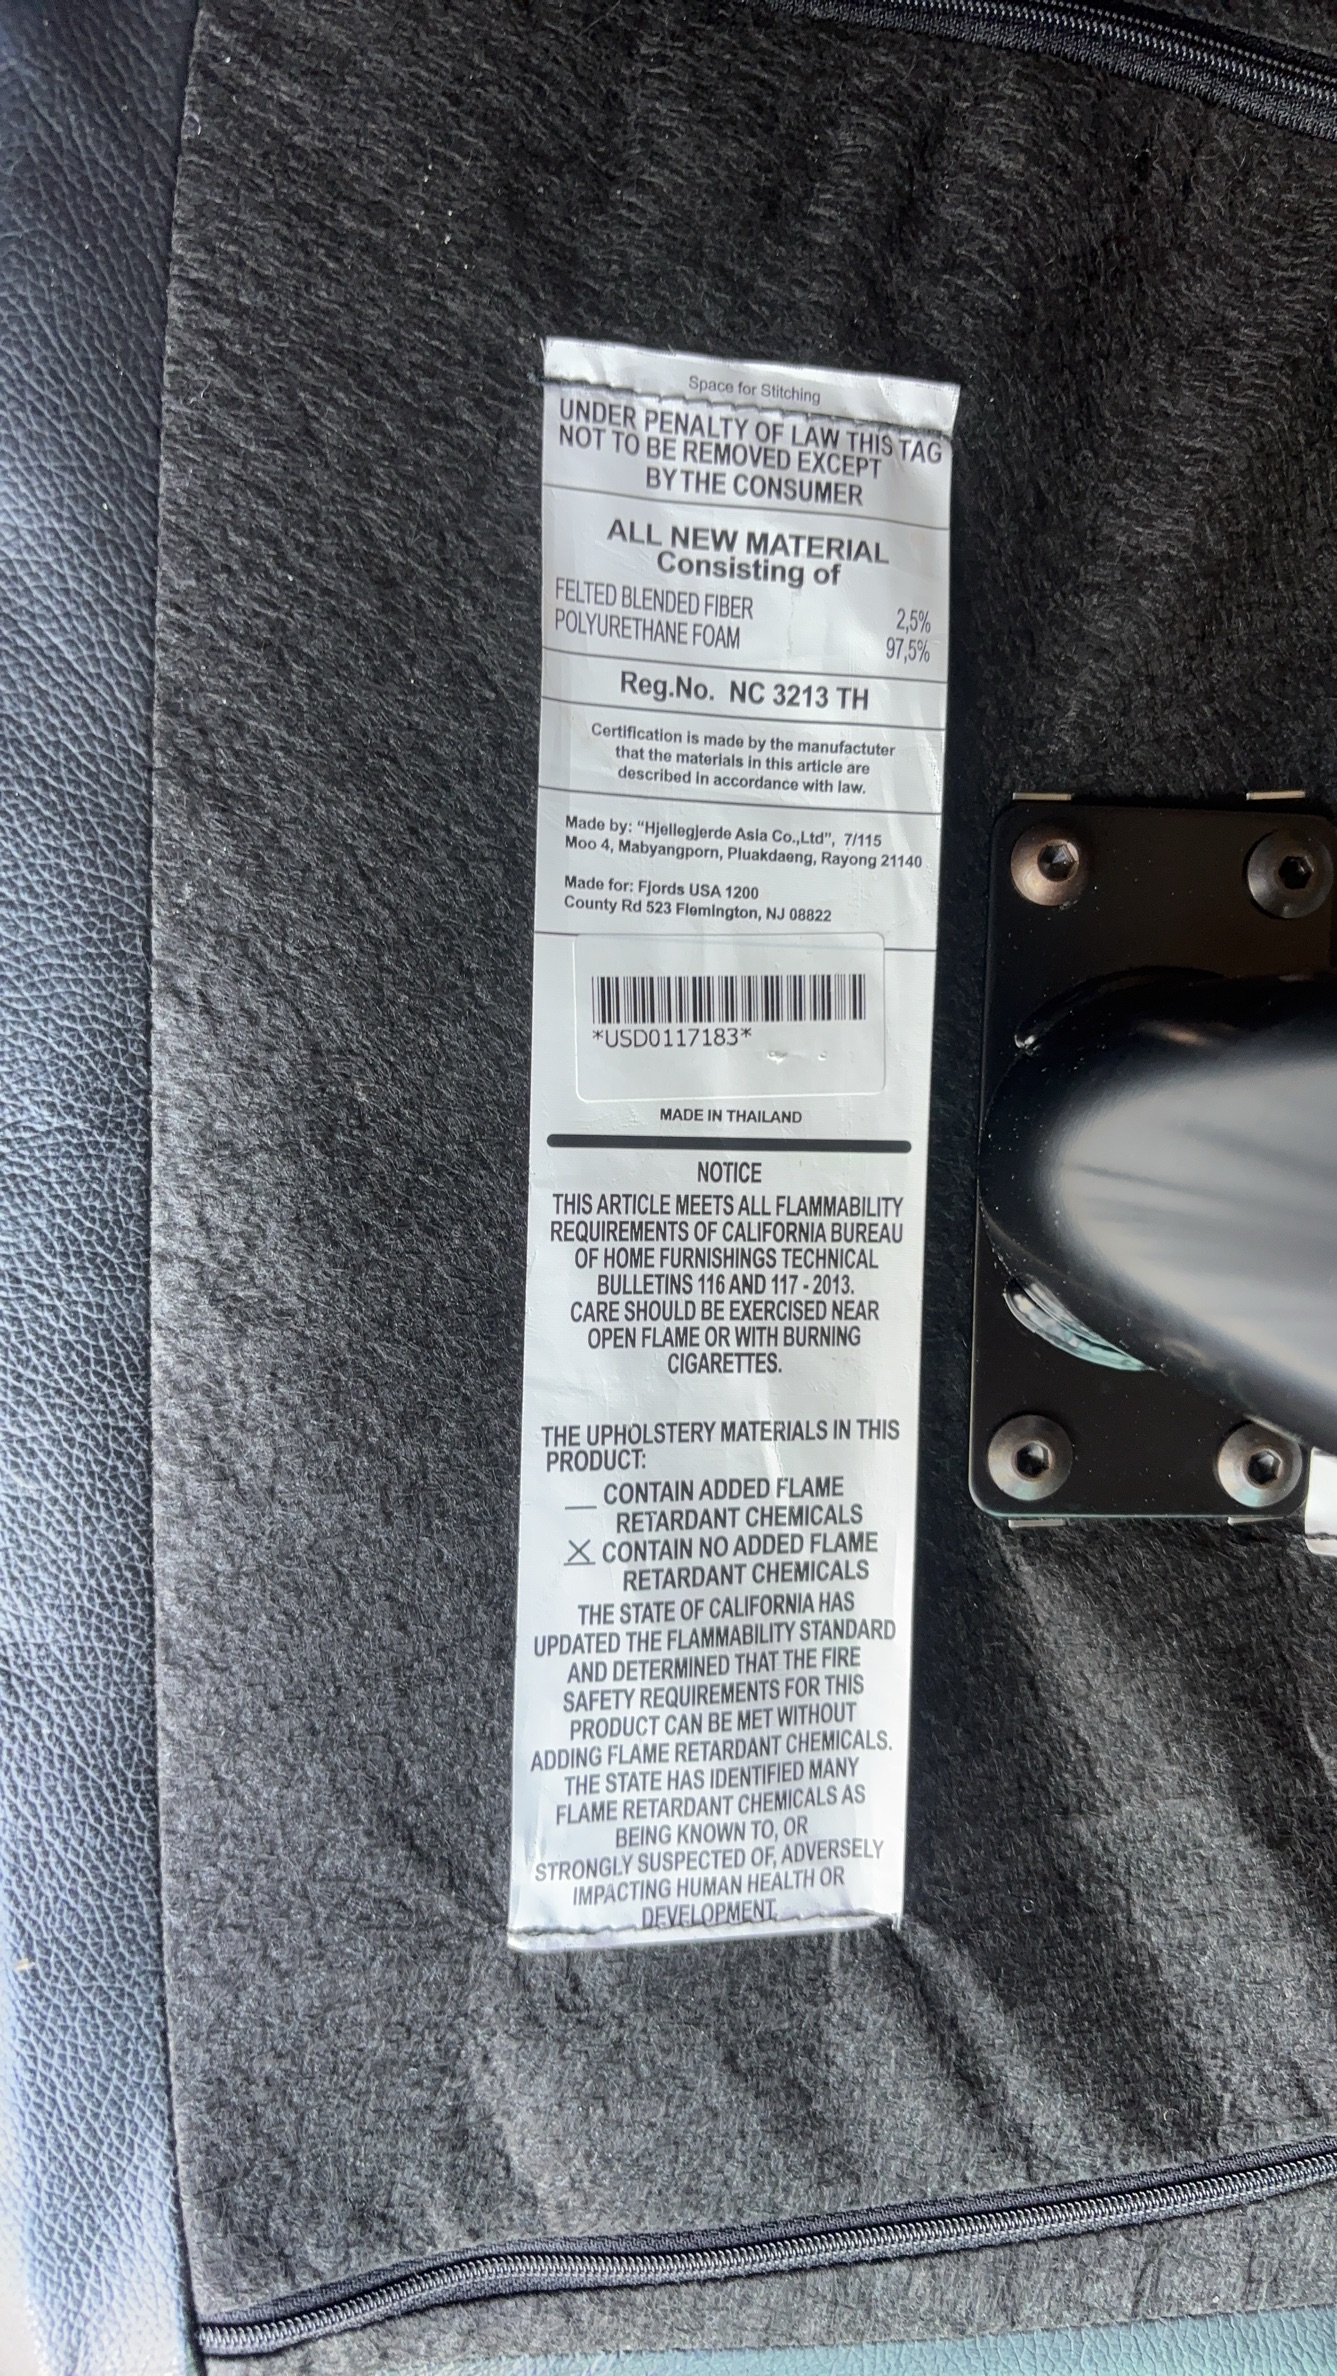 Space for Stitching
UNDER PENALTY OF LAW THIS TAG
NOT TO BE REMOVED EXCEPT
BY THE CONSUMER
ALL NEW MATERIAL
Consisting of
FELTED BLENDED FIBER 2,5%
POLYURETHANE FOAM 97,5%
Reg.No. NC 3213 TH
Certification is made by the manufactuter
that the materials in this article are
described in accordance with law.
Made by: "Hjellegjerde Asia Co.,Ltd", 7/115
Moo 4, Mabyangporn, Pluakdaeng, Rayong 21140
Made for: Fjords USA 1200
County Rd 523 Flemington, NJ 08822
*USD0117183*
MADE IN THAILAND
NOTICE
THIS ARTICLE MEETS ALL FLAMMABILITY
REQUIREMENTS OF CALIFORNIA BUREAU
OF HOME FURNISHINGS TECHNICAL
BULLETINS 116 AND 117 - 2013.
CARE SHOULD BE EXERCISED NEAR
OPEN FLAME OR WITH BURNING
CIGARETTES.
THE UPHOLSTERY MATERIALS IN THIS
PRODUCT:
__ CONTAIN ADDED FLAME
RETARDANT CHEMICALS
X CONTAIN NO ADDED FLAME
RETARDANT CHEMICALS
THE STATE OF CALIFORNIA HAS
UPDATED THE FLAMMABILITY STANDARD
AND DETERMINED THAT THE FIRE
SAFETY REQUIREMENTS FOR THIS
PRODUCT CAN BE MET WITHOUT
ADDING FLAME RETARDANT CHEMICALS.
THE STATE HAS IDENTIFIED MANY
FLAME RETARDANT CHEMICALS AS
BEING KNOWN TO, OR
STRONGLY SUSPECTED OF, ADVERSELY
IMPACTING HUMAN HEALTH OR
DEVELOPMENT.